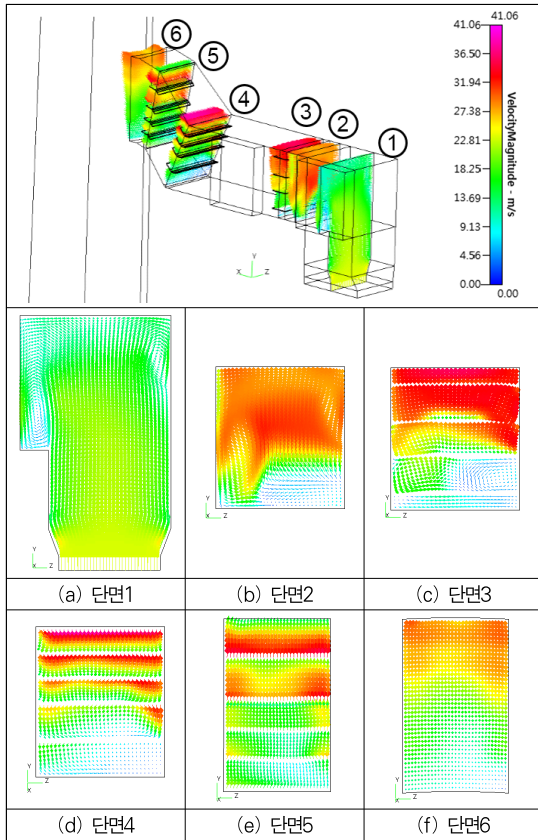 ⑥
⑤
④
③
②
①
41.06
41.06
36.50
31.94
27.38
22.81
18.25
13.69
9.13
4.56
0.00
0.00
VelocityMagnitude - m/s
Y
X
Z
Y
X
Z
Y
X
Z
Y
X
Z
(a) 단면1
(b) 단면2
(c) 단면3
Y
X
Z
Y
X
Z
Y
X
Z
(d) 단면4
(e) 단면5
(f) 단면6